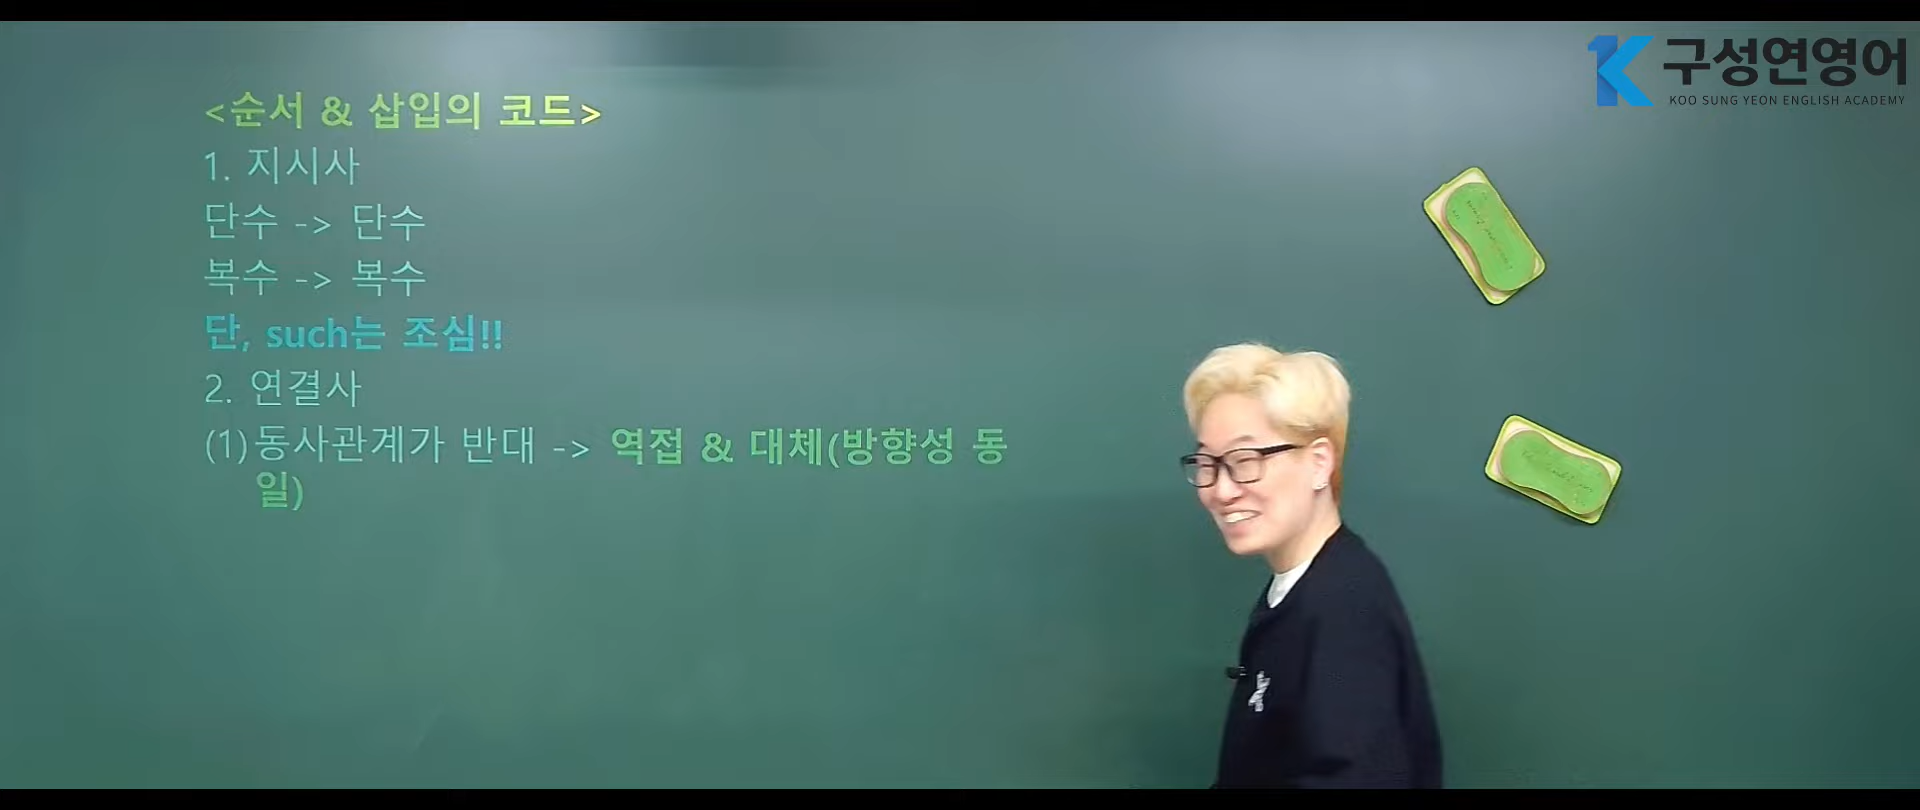 구성연영어
KOO SUNG YEON ENGLISH ACADEMY
<순서 & 삽입의 코드>
1. 지시사
단수 -> 단수
복수 -> 복수
단, such는 조심!!
2. 연결사
(1) 동사관계가 반대 -> 역접 & 대체(방향성 동
일)